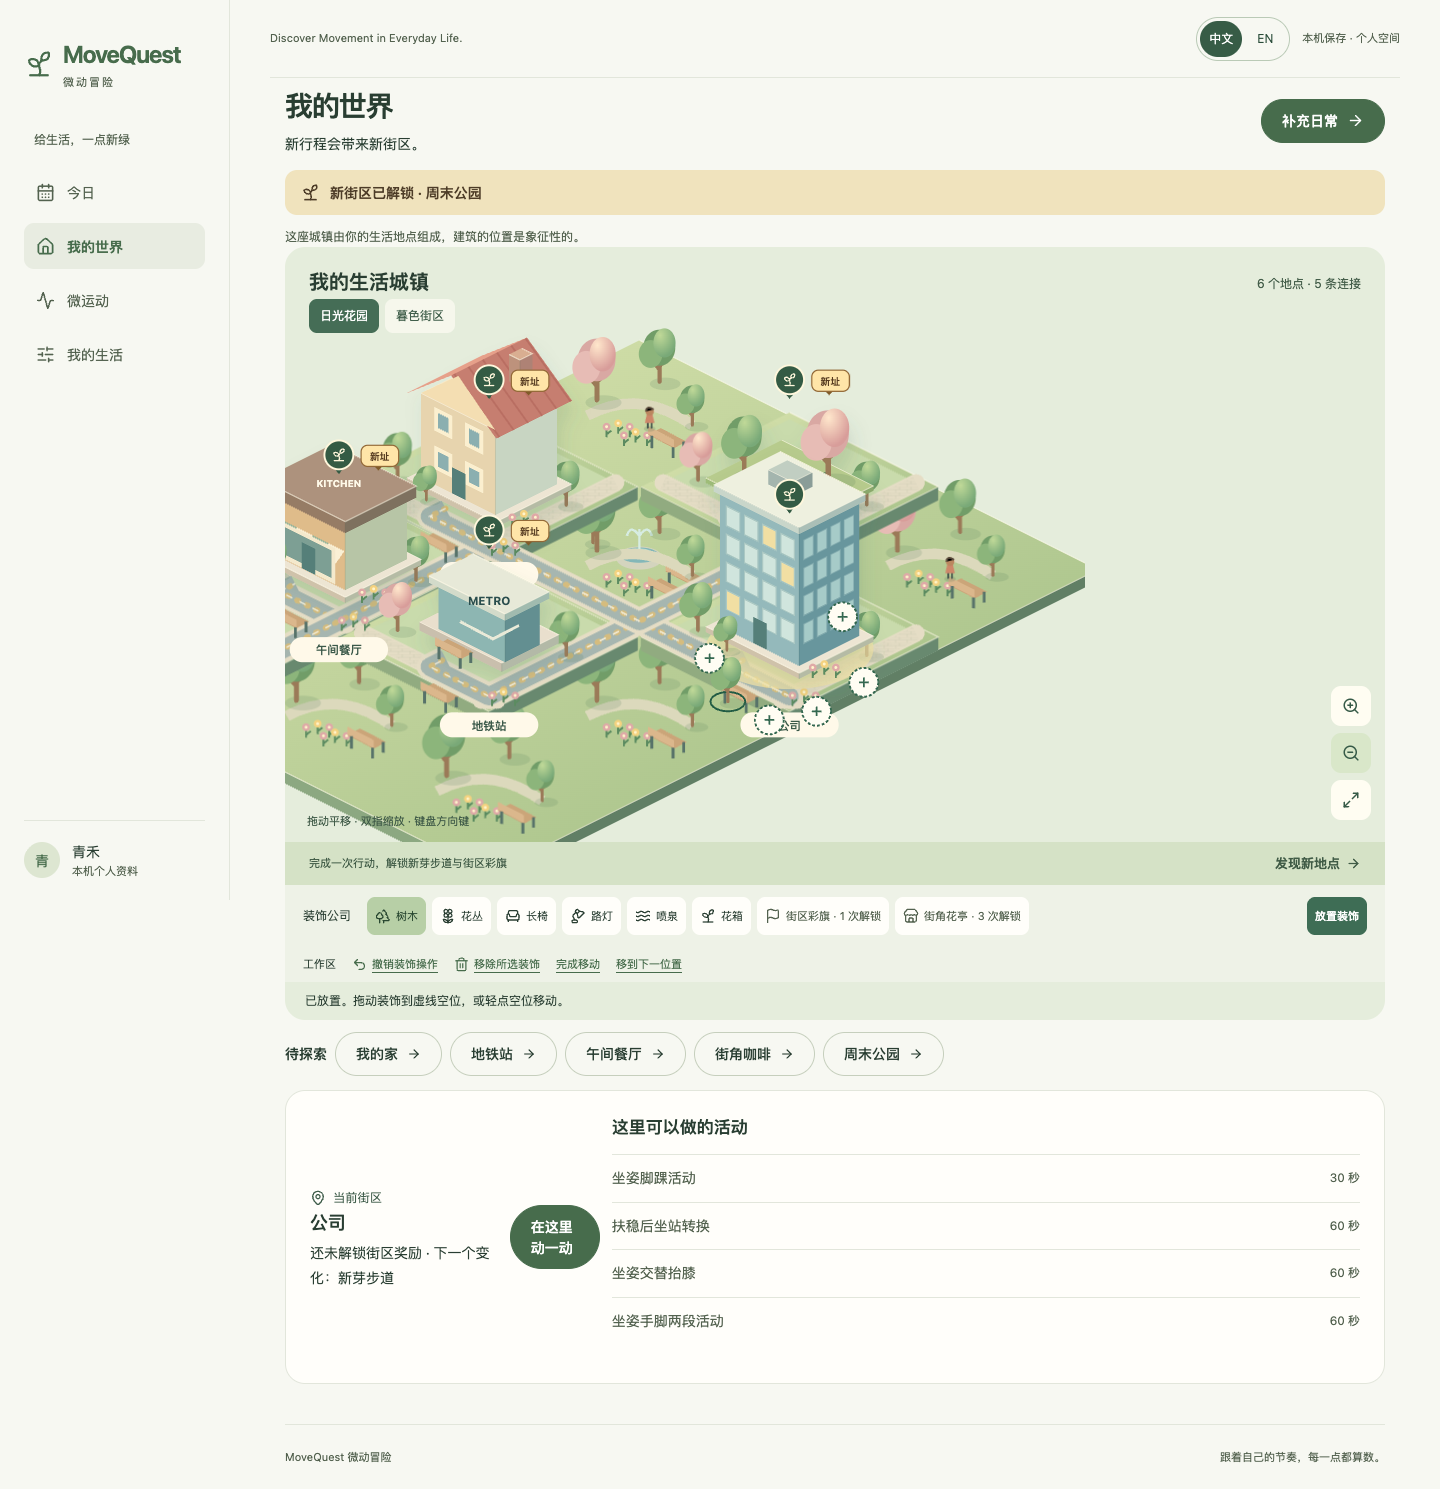 MoveQuest
微动冒险
给生活，一点新绿
今日
我的世界
微运动
我的生活
青
青禾
本机个人资料
Discover Movement in Everyday Life.
中文
EN
本机保存 · 个人空间
我的世界
新行程会带来新街区。
补充日常
新街区已解锁 · 周末公园
这座城镇由你的生活地点组成，建筑的位置是象征性的。
我的生活城镇
6 个地点 · 5 条连接
日光花园
暮色街区
新址
新址
新址
KITCHEN
新址
METRO
午间餐厅
地铁站
公司
拖动平移 · 双指缩放 · 键盘方向键
完成一次行动，解锁新芽步道与街区彩旗
发现新地点
装饰公司
树木
花丛
长椅
路灯
喷泉
花箱
街区彩旗 · 1 次解锁
街角花亭 · 3 次解锁
放置装饰
工作区
撤销装饰操作
移除所选装饰
完成移动
移到下一位置
已放置。拖动装饰到虚线空位，或轻点空位移动。
待探索
我的家
地铁站
午间餐厅
街角咖啡
周末公园
当前街区
公司
还未解锁街区奖励 · 下一个变
化：新芽步道
在这里
动一动
这里可以做的活动
坐姿脚踝活动
30 秒
扶稳后坐站转换
60 秒
坐姿交替抬膝
60 秒
坐姿手脚两段活动
60 秒
MoveQuest 微动冒险
跟着自己的节奏，每一点都算数。